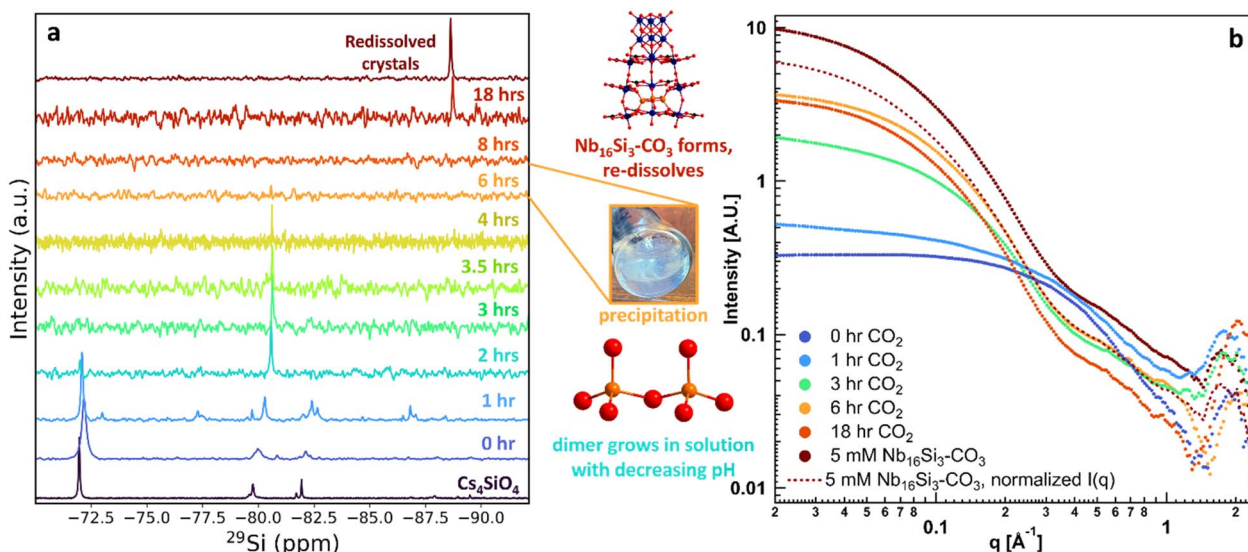 a
Redissolved
crystals
18 hrs
8 hrs
6 hrs
4 hrs
3.5 hrs
3 hrs
2 hrs
1 hr
0 hr
Cs₄SiO₄
Intensity (a.u.)
−72.5 −75.0 −77.5 −80.0 −82.5 −85.0 −87.5 −90.0
²⁹Si (ppm)
Nb₁₆Si₃-CO₃ forms,
re-dissolves
precipitation
dimer grows in solution
with decreasing pH
b
Intensity [A.U.]
10
1
0.1
0.01
0 hr CO₂
1 hr CO₂
3 hr CO₂
6 hr CO₂
18 hr CO₂
5 mM Nb₁₆Si₃-CO₃
5 mM Nb₁₆Si₃-CO₃, normalized I(q)
2 3 4 5 6 7 8 0.1 2 3 4 5 6 7 8 1 2
q [Å⁻¹]